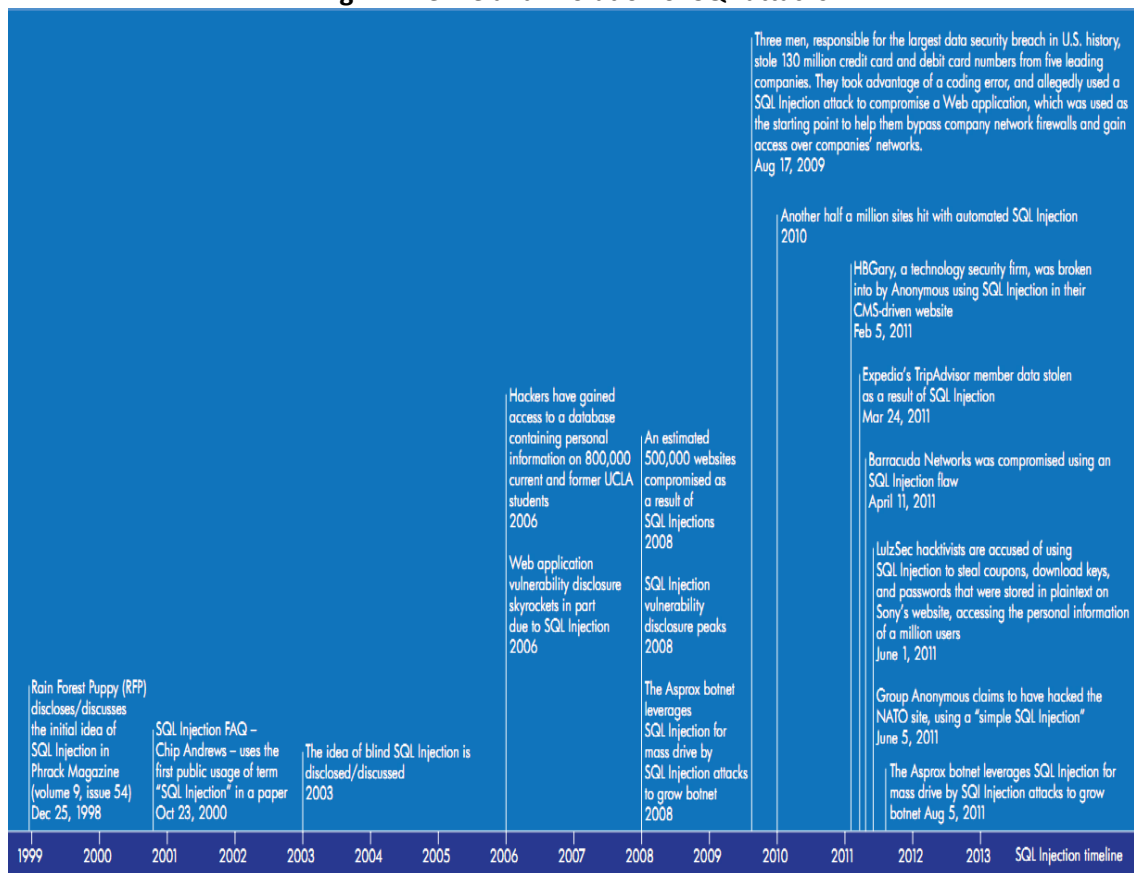 Three men, responsible for the largest data security breach in U.S. history,
stole 130 million credit card and debit card numbers from five leading
companies. They took advantage of a coding error, and allegedly used a
SQL Injection attack to compromise a Web application, which was used as
the starting point to help them bypass company network firewalls and gain
access over companies' networks.
Aug 17, 2009
Another half a million sites hit with automated SQL Injection
2010
HBGary, a technology security firm, was broken
into by Anonymous using SQL Injection in their
CMS-driven website
Feb 5, 2011
Expedia's TripAdvisor member data stolen
as a result of SQL Injection
Mar 24, 2011
Barracuda Networks was compromised using an
SQL Injection flaw
April 11, 2011
LulzSec hacktivists are accused of using
SQL Injection to steal coupons, download keys,
and passwords that were stored in plaintext on
Sony's website, accessing the personal information
of a million users
June 1, 2011
Group Anonymous claims to have hacked the
NATO site, using a "simple SQL Injection"
June 5, 2011
The Asprox botnet leverages SQL Injection for
mass drive by SQl Injection attacks to grow
botnet Aug 5, 2011
Hackers have gained
access to a database
containing personal
information on 800,000
current and former UCLA
students
2006
Web application
vulnerability disclosure
skyrockets in part
due to SQL Injection
2006
An estimated
500,000 websites
compromised as
a result of
SQL Injections
2008
SQL Injection
vulnerability
disclosure peaks
2008
The Asprox botnet
leverages
SQL Injection for
mass drive by
SQL Injection attacks
to grow botnet
2008
Rain Forest Puppy (RFP)
discloses/discusses
the initial idea of
SQL Injection in
Phrack Magazine
(volume 9, issue 54)
Dec 25, 1998
SQL Injection FAQ –
Chip Andrews – uses the
first public usage of term
"SQL Injection" in a paper
Oct 23, 2000
The idea of blind SQL Injection is
disclosed/discussed
2003
1999 2000 2001 2002 2003 2004 2005 2006 2007 2008 2009 2010 2011 2012 2013 SQL Injection timeline